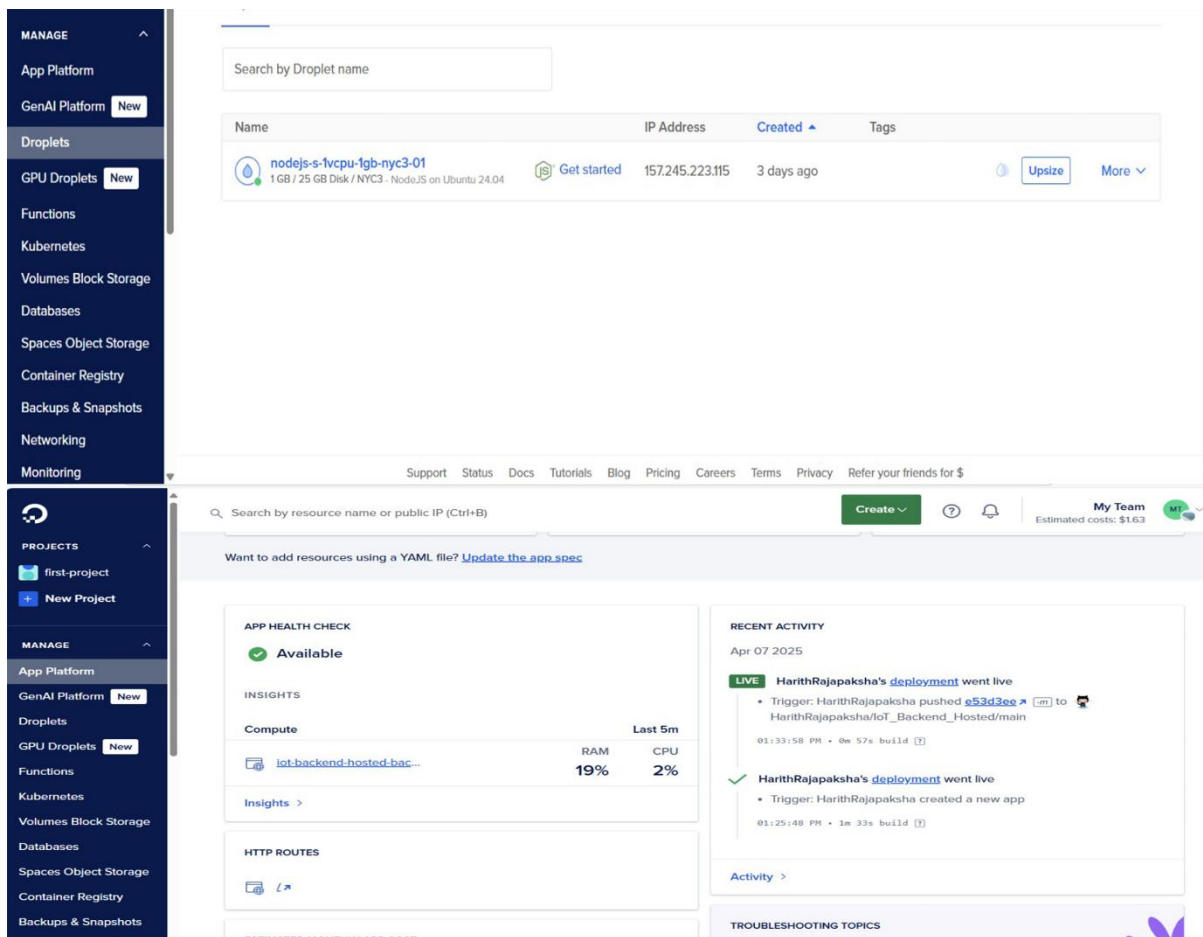 MANAGE
App Platform
GenAI Platform New
Droplets
GPU Droplets New
Functions
Kubernetes
Volumes Block Storage
Databases
Spaces Object Storage
Container Registry
Backups & Snapshots
Networking
Monitoring
Search by Droplet name
Name IP Address Created Tags
nodejs-s-1vcpu-1gb-nyc3-01
1 GB / 25 GB Disk / NYC3 - NodeJS on Ubuntu 24.04
JS Get started 157.245.223.115 3 days ago Upsize More
Support Status Docs Tutorials Blog Pricing Careers Terms Privacy Refer your friends for $
PROJECTS
first-project
+ New Project
MANAGE
App Platform
GenAI Platform New
Droplets
GPU Droplets New
Functions
Kubernetes
Volumes Block Storage
Databases
Spaces Object Storage
Container Registry
Backups & Snapshots
Search by resource name or public IP (Ctrl+B)
Create
?
My Team
Estimated costs: $1.63
MT
Want to add resources using a YAML file? Update the app spec
APP HEALTH CHECK
Available
INSIGHTS
Compute Last 5m
RAM CPU
iot-backend-hosted-bac... 19% 2%
Insights >
HTTP ROUTES
/
RECENT ACTIVITY
Apr 07 2025
LIVE HarithRajapaksha's deployment went live
• Trigger: HarithRajapaksha pushed e53d3ee -m to
HarithRajapaksha/IoT_Backend_Hosted/main
01:33:58 PM • 0m 57s build ?
HarithRajapaksha's deployment went live
• Trigger: HarithRajapaksha created a new app
01:25:48 PM • 1m 33s build ?
Activity >
TROUBLESHOOTING TOPICS